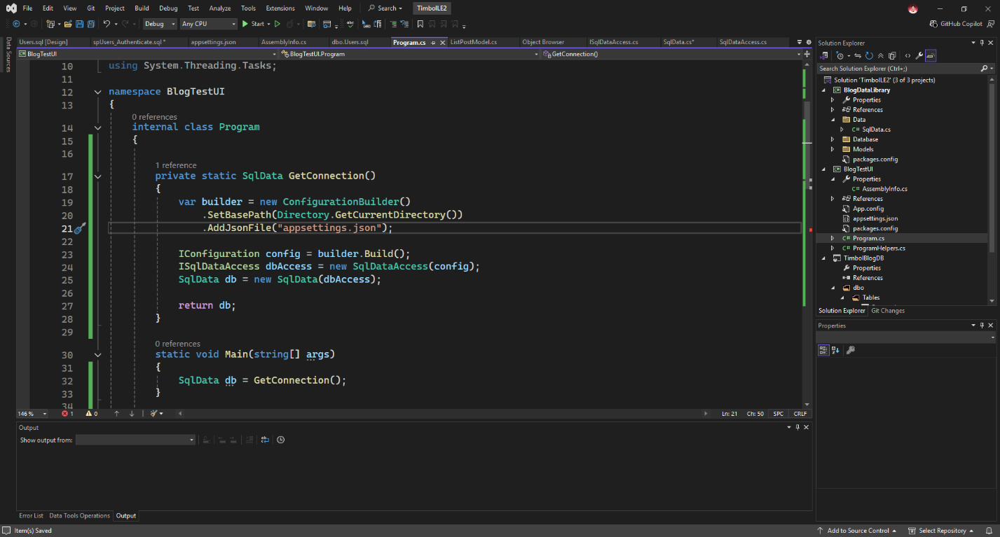 File Edit View Git Project Build Debug Test Analyze Tools Extensions Window Help Search TimbolLE2
Debug Any CPU Start GitHub Copilot
Data Sources
Users.sql [Design] spUsers_Authenticate.sql * appsettings.json AssemblyInfo.cs dbo.Users.sql Program.cs ListPostModel.cs Object Browser ISqlDataAccess.cs SqlData.cs* SqlDataAccess.cs
BlogTestUI BlogTestUI.Program GetConnection()
10 using System.Threading.Tasks;
11
12 namespace BlogTestUI
13 {
0 references
14 internal class Program
15 {
16
1 reference
17 private static SqlData GetConnection()
18 {
19 var builder = new ConfigurationBuilder()
20 .SetBasePath(Directory.GetCurrentDirectory())
21 .AddJsonFile("appsettings.json");
22
23 IConfiguration config = builder.Build();
24 ISqlDataAccess dbAccess = new SqlDataAccess(config);
25 SqlData db = new SqlData(dbAccess);
26
27 return db;
28 }
29
0 references
30 static void Main(string[] args)
31 {
32 SqlData db = GetConnection();
33 }
34
146 % 1 0 Ln: 21 Ch: 50 SPC CRLF
Output
Show output from:
Error List Data Tools Operations Output
Solution Explorer
Search Solution Explorer (Ctrl+;)
Solution 'TimbolLE2' (3 of 3 projects)
BlogDataLibrary
Properties
References
Data
C# SqlData.cs
Database
Models
packages.config
BlogTestUI
Properties
C# AssemblyInfo.cs
References
App.config
appsettings.json
packages.config
C# Program.cs
C# ProgramHelpers.cs
TimbolBlogDB
Properties
References
dbo
Tables
Solution Explorer Git Changes
Properties
Item(s) Saved Add to Source Control Select Repository